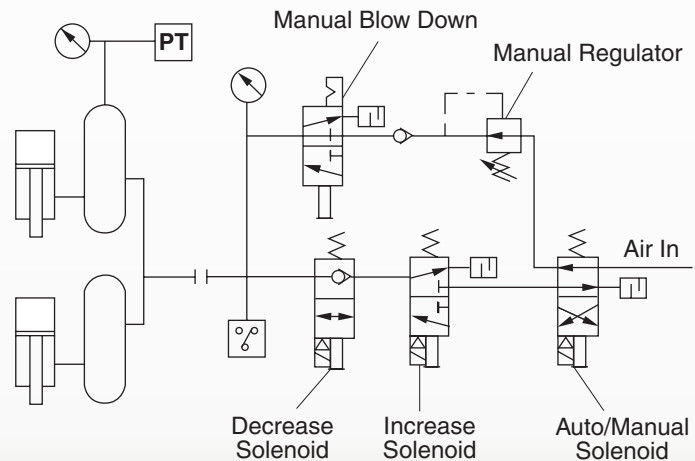 Manual Blow Down
PT
Manual Regulator
Air In
Decrease
Solenoid
Increase
Solenoid
Auto/Manual
Solenoid